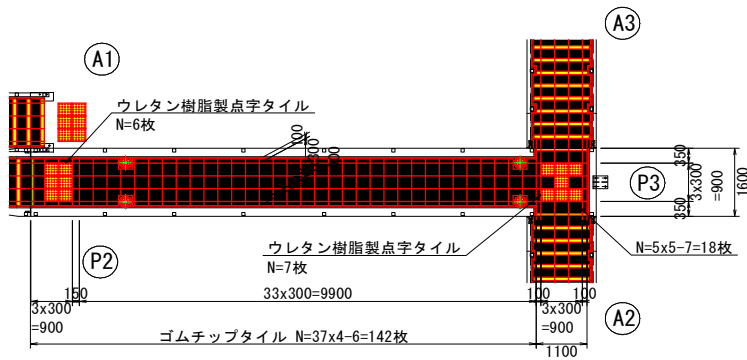 A3
A1
ウレタン樹脂製点字タイル
N=6枚
350
3x300
=900
350
1600
P3
ウレタン樹脂製点字タイル
N=7枚
N=5x5-7=18枚
P2
150
33x300=9900
100
100
3x300
=900
3x300
=900
A2
ゴムチップタイル N=37x4-6=142枚
1100